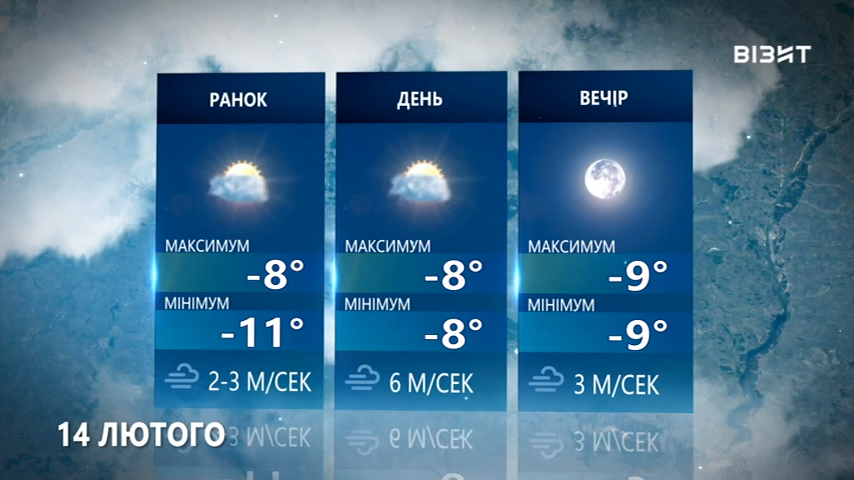 ВІЗИТ
РАНОК
МАКСИМУМ
-8°
МІНІМУМ
-11°
2-3 М/СЕК
ДЕНЬ
МАКСИМУМ
-8°
МІНІМУМ
-8°
6 М/СЕК
ВЕЧІР
МАКСИМУМ
-9°
МІНІМУМ
-9°
3 М/СЕК
14 ЛЮТОГО